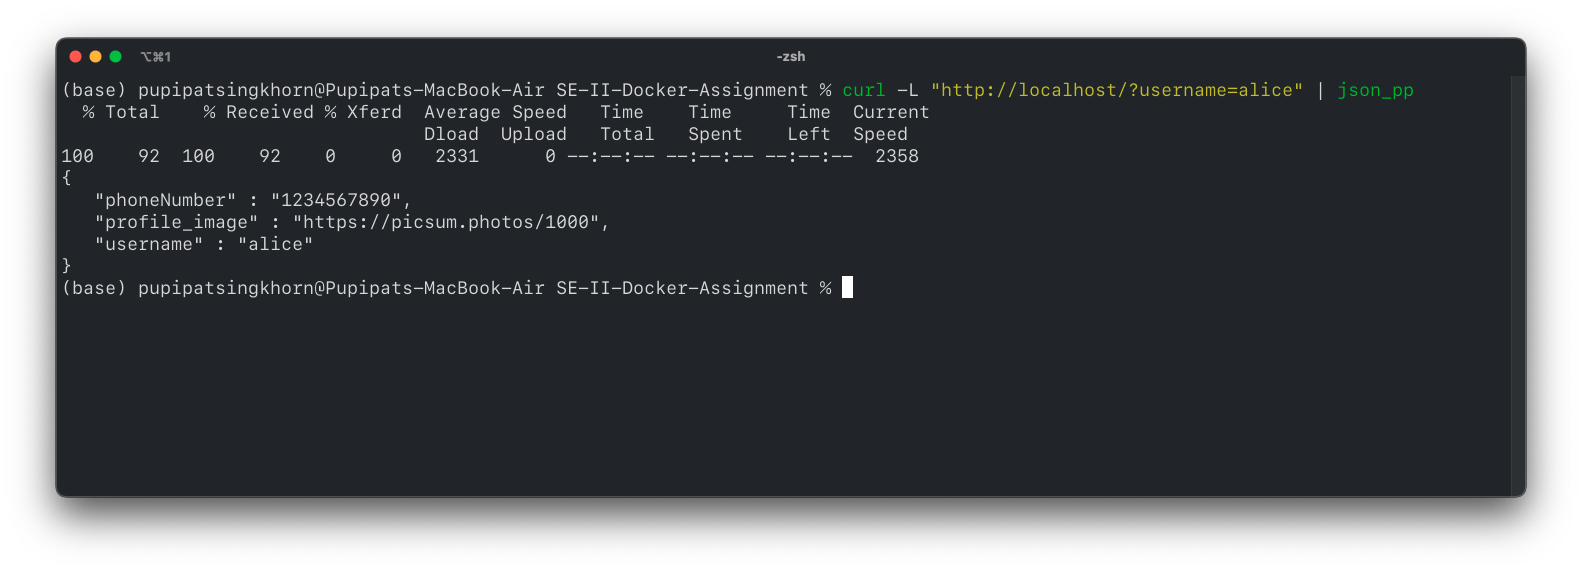 ⌥⌘1 -zsh
(base) pupipatsingkhorn@Pupipats-MacBook-Air SE-II-Docker-Assignment % curl -L "http://localhost/?username=alice" | json_pp
  % Total    % Received % Xferd  Average Speed   Time    Time     Time  Current
                                 Dload  Upload   Total   Spent    Left  Speed
100    92  100    92    0     0   2331      0 --:--:-- --:--:-- --:--:--  2358
{
   "phoneNumber" : "1234567890",
   "profile_image" : "https://picsum.photos/1000",
   "username" : "alice"
}
(base) pupipatsingkhorn@Pupipats-MacBook-Air SE-II-Docker-Assignment %